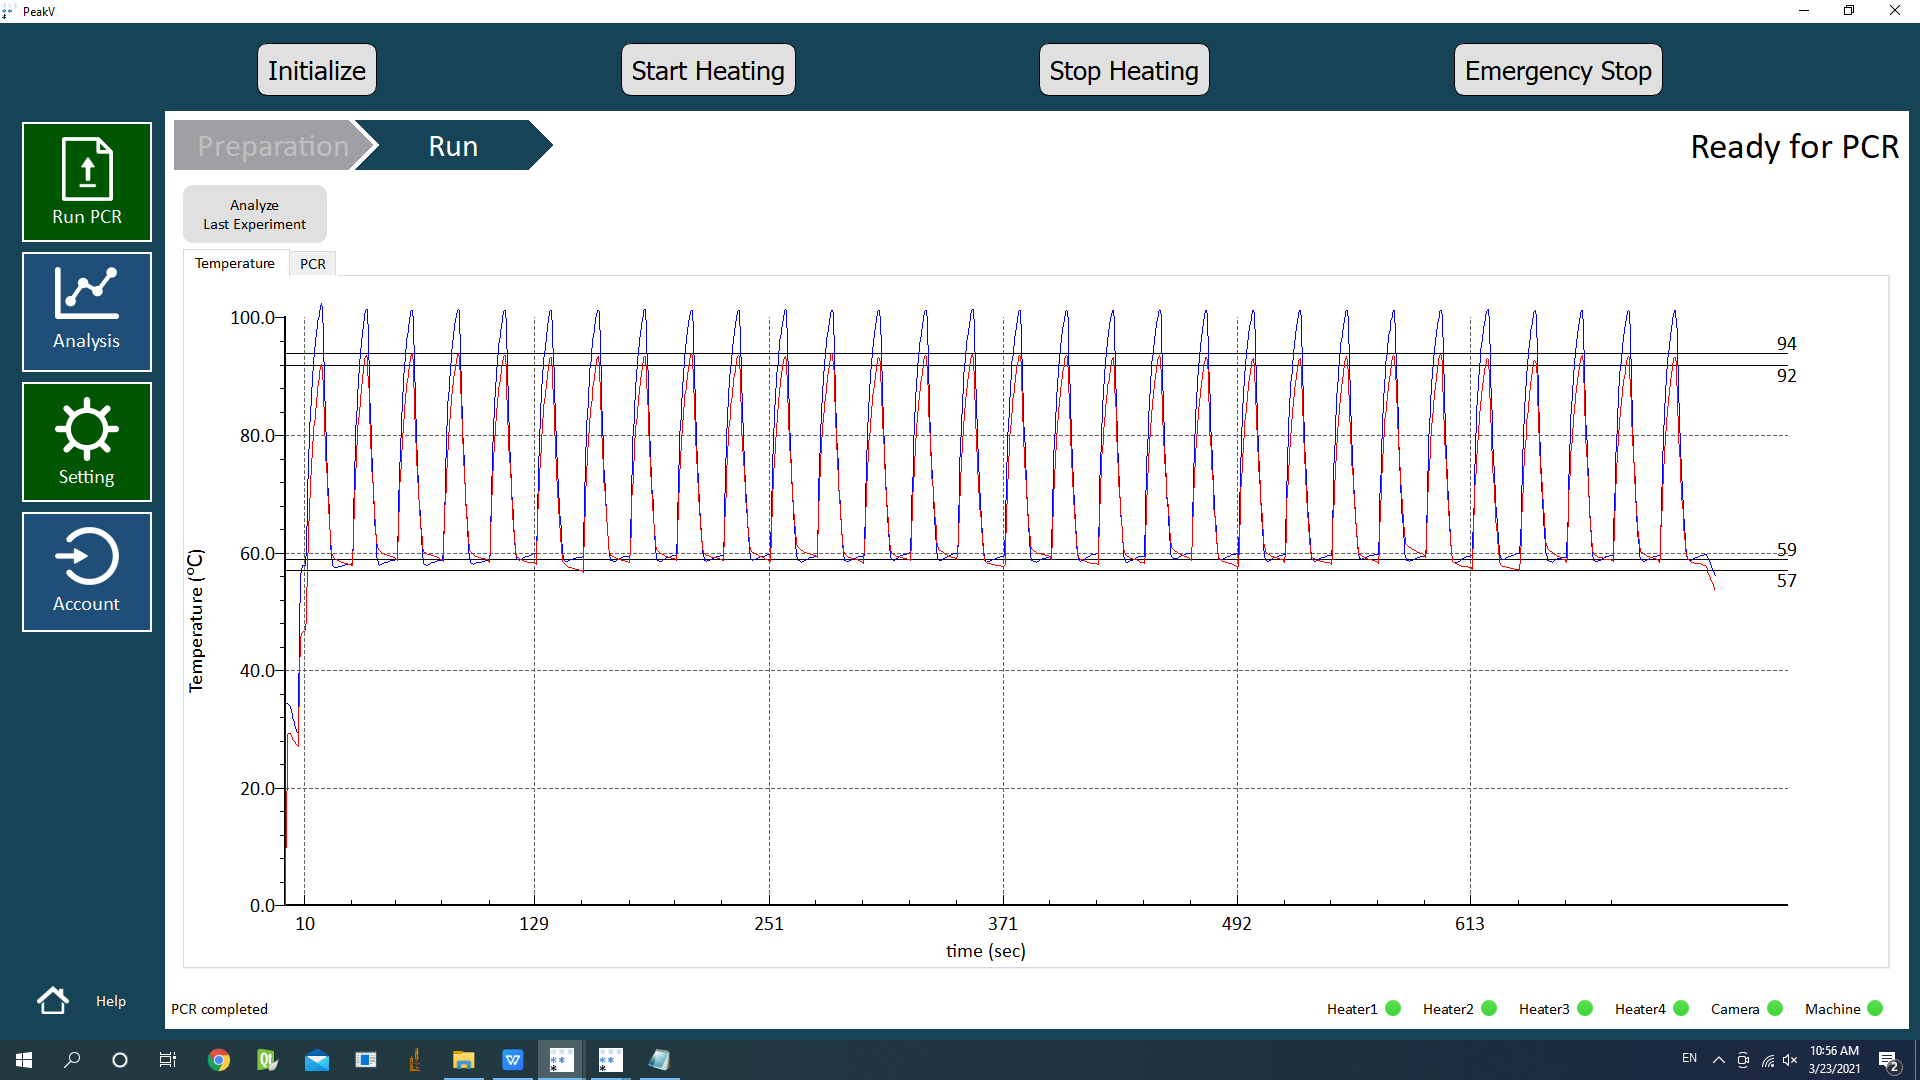 PeakV
Initialize
Start Heating
Stop Heating
Emergency Stop
Run PCR
Analysis
Setting
Account
Help
Preparation
Run
Ready for PCR
Analyze
Last Experiment
Temperature
PCR
Temperature (°C)
100.0
80.0
60.0
40.0
20.0
0.0
94
92
59
57
10
129
251
371
492
613
time (sec)
PCR completed
Heater1
Heater2
Heater3
Heater4
Camera
Machine
EN
10:56 AM
3/23/2021
2